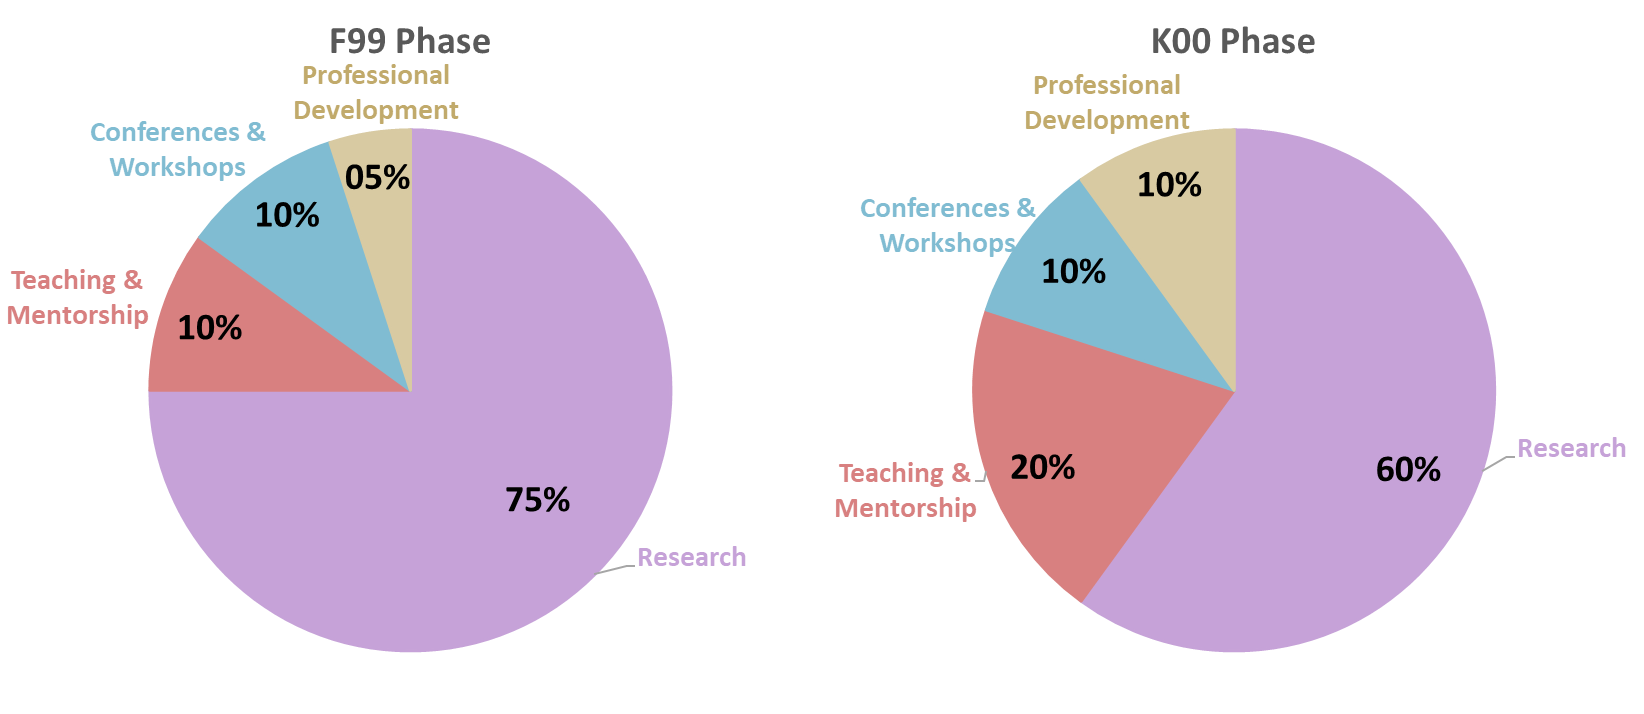 F99 Phase
Professional
Development
Conferences &
Workshops
05%
10%
Teaching &
Mentorship
10%
75%
Research
K00 Phase
Professional
Development
10%
Conferences &
Workshops
10%
Teaching &
Mentorship
20%
60%
Research